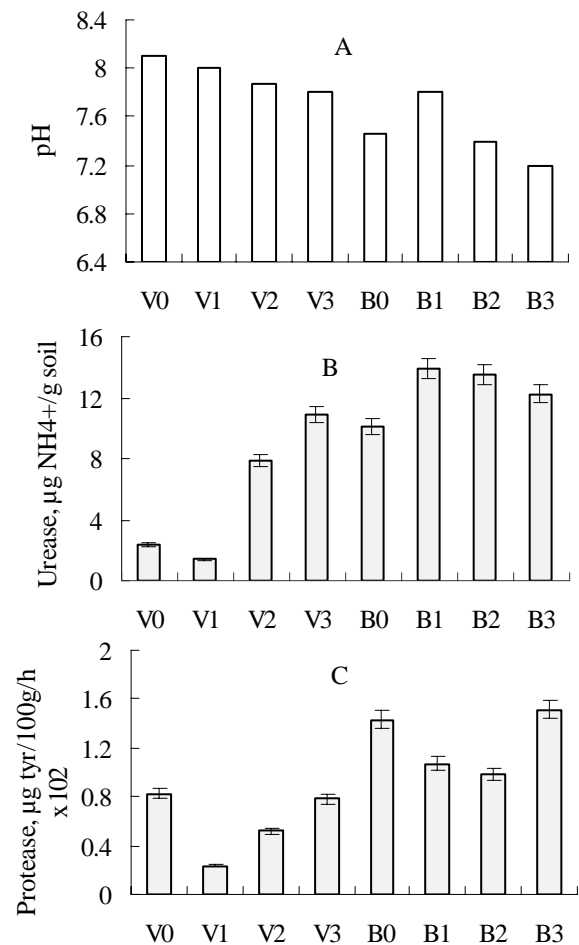 A
8.4
8
7.6
7.2
6.8
6.4
pH
V0 V1 V2 V3 B0 B1 B2 B3
B
16
12
8
4
0
Urease, µg NH4+/g soil
V0 V1 V2 V3 B0 B1 B2 B3
C
2
1.6
1.2
0.8
0.4
0
Protease, µg tyr/100g/h
x102
V0 V1 V2 V3 B0 B1 B2 B3